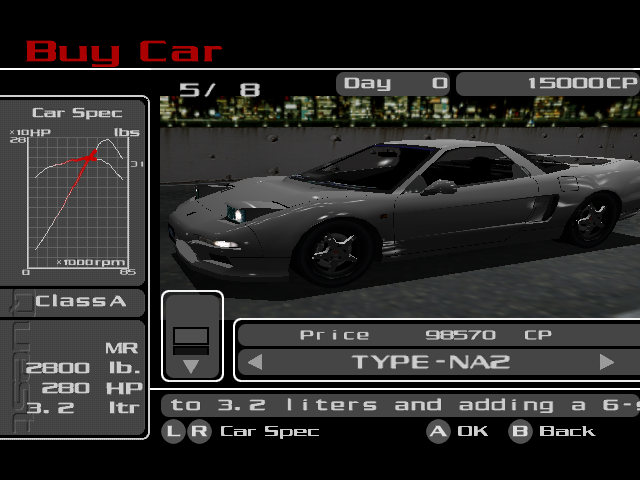 Buy Car
5/ 8
Day 0
15000CP
Car Spec
×10HP
lbs
28
31
×1000rpm
0
85
ClassA
MR
2800 lb.
280 HP
3.2 ltr
Price 98570 CP
TYPE-NA2
to 3.2 liters and adding a 6-s
L R Car Spec
A OK B Back